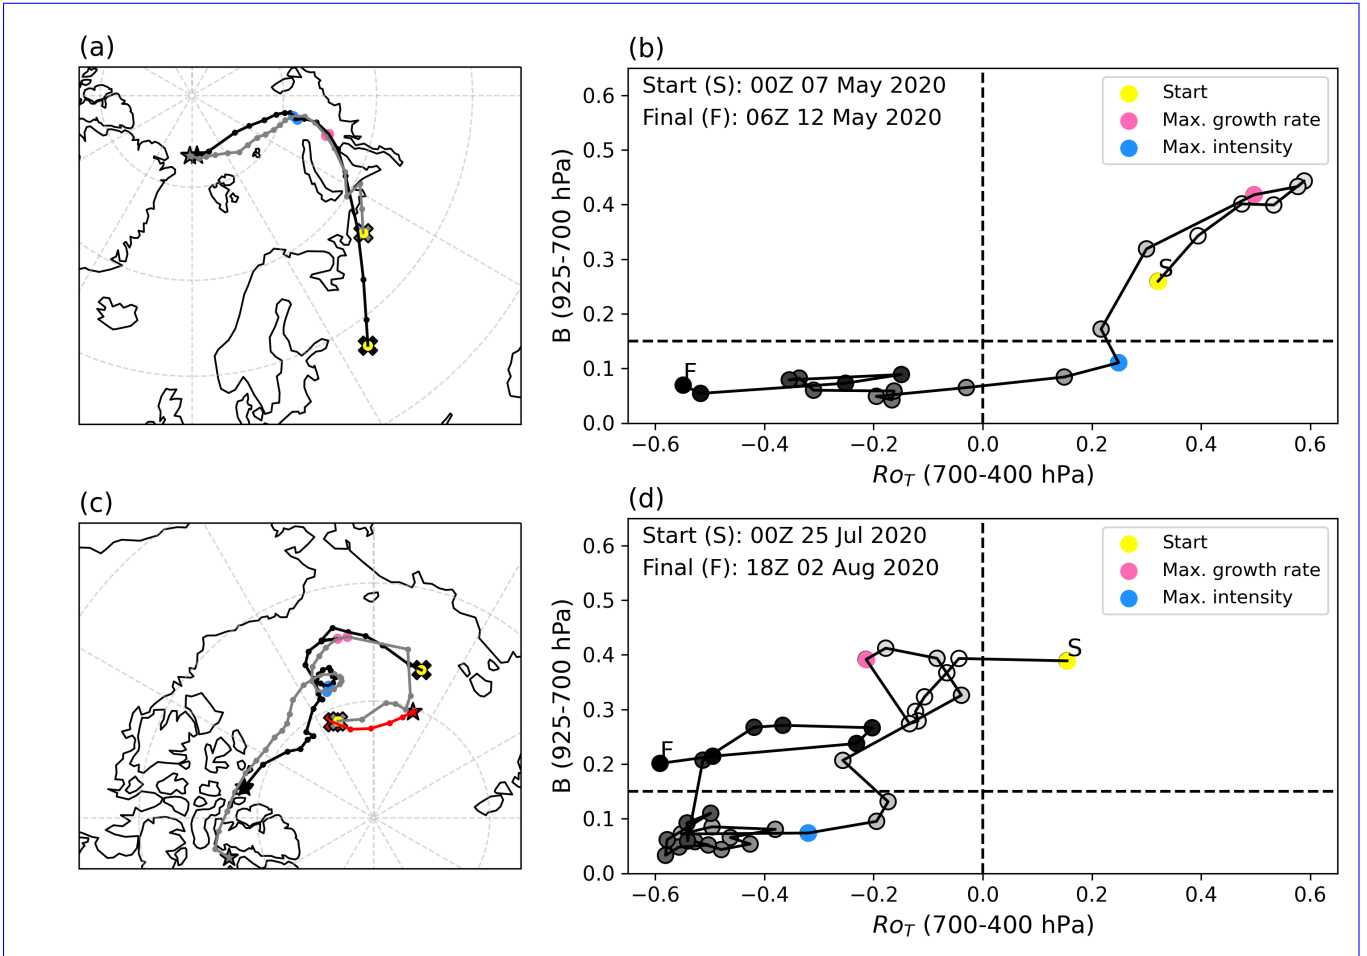 (a)
(b)
Start (S): 00Z 07 May 2020
Final (F): 06Z 12 May 2020
Start
Max. growth rate
Max. intensity
0.6
0.5
0.4
0.3
0.2
0.1
0.0
B (925-700 hPa)
S
F
−0.6 −0.4 −0.2 0.0 0.2 0.4 0.6
Ro_T (700-400 hPa)
(c)
(d)
Start (S): 00Z 25 Jul 2020
Final (F): 18Z 02 Aug 2020
Start
Max. growth rate
Max. intensity
0.6
0.5
0.4
0.3
0.2
0.1
0.0
B (925-700 hPa)
S
F
−0.6 −0.4 −0.2 0.0 0.2 0.4 0.6
Ro_T (700-400 hPa)